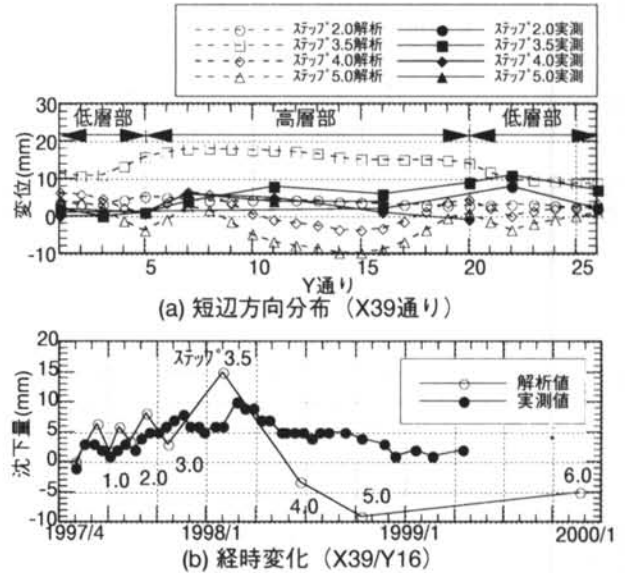 ｽﾃｯﾌﾟ2.0解析 ｽﾃｯﾌﾟ2.0実測
ｽﾃｯﾌﾟ3.5解析 ｽﾃｯﾌﾟ3.5実測
ｽﾃｯﾌﾟ4.0解析 ｽﾃｯﾌﾟ4.0実測
ｽﾃｯﾌﾟ5.0解析 ｽﾃｯﾌﾟ5.0実測
変位(mm)
30
20
10
0
-10
低層部 高層部 低層部
5 10 15 20 25
Y通り
(a) 短辺方向分布（X39通り）
沈下量(mm)
20
15
10
5
0
-5
-10
ｽﾃｯﾌﾟ3.5
解析値
実測値
1.0 2.0 3.0 4.0 5.0 6.0
1997/4 1998/1 1999/1 2000/1
(b) 経時変化（X39/Y16）